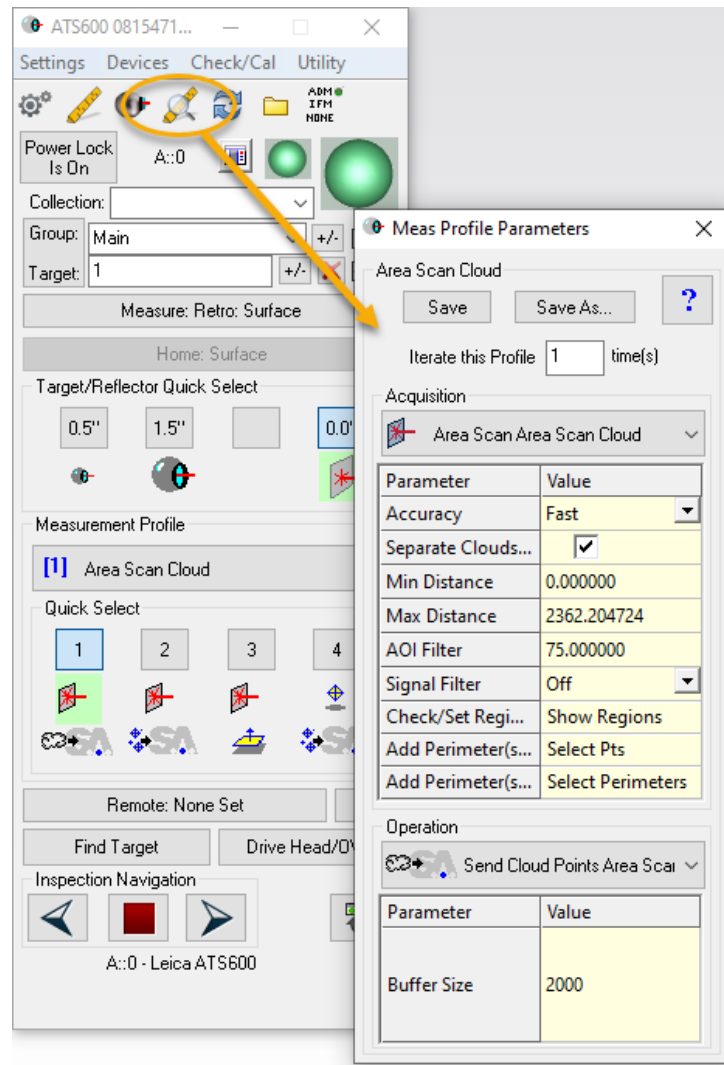 ATS600 0815471...
Settings Devices Check/Cal Utility
ADM
IFM
NONE
Power Lock
Is On
A::0
Collection:
Group: Main +/-
Target: 1 +/-
Measure: Retro: Surface
Home: Surface
Target/Reflector Quick Select
0.5" 1.5" 0.0"
Measurement Profile
[1] Area Scan Cloud
Quick Select
1 2 3 4
SA SA S
Remote: None Set
Find Target Drive Head/O
Inspection Navigation
A::0 - Leica ATS600
Meas Profile Parameters
Area Scan Cloud
Save Save As... ?
Iterate this Profile 1 time(s)
Acquisition
Area Scan Area Scan Cloud
Parameter Value
Accuracy Fast
Separate Clouds...
Min Distance 0.000000
Max Distance 2362.204724
AOI Filter 75.000000
Signal Filter Off
Check/Set Regi... Show Regions
Add Perimeter(s... Select Pts
Add Perimeter(s... Select Perimeters
Operation
SA Send Cloud Points Area Scar
Parameter Value
Buffer Size 2000